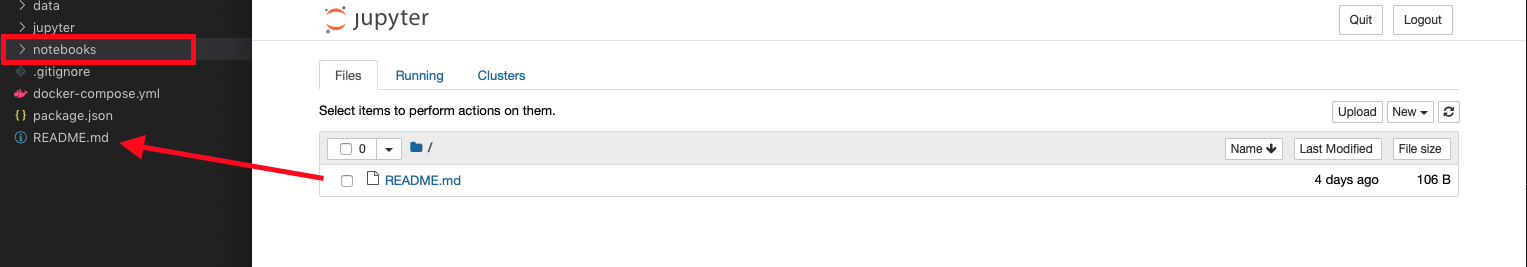 data
jupyter
notebooks
.gitignore
docker-compose.yml
{} package.json
README.md
jupyter
Quit Logout
Files Running Clusters
Select items to perform actions on them.
Upload New
0 / Name Last Modified File size
README.md 4 days ago 106 B